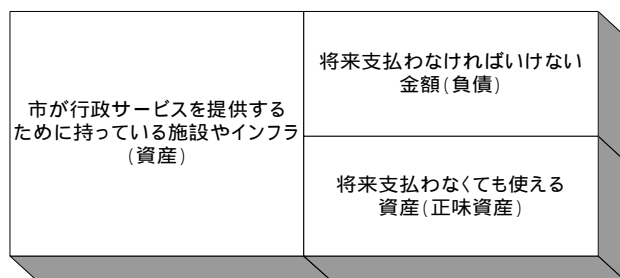 市が行政サービスを提供する
ために持っている施設やインフラ
(資産)
将来支払わなければいけない
金額(負債)
将来支払わなくても使える
資産(正味資産)